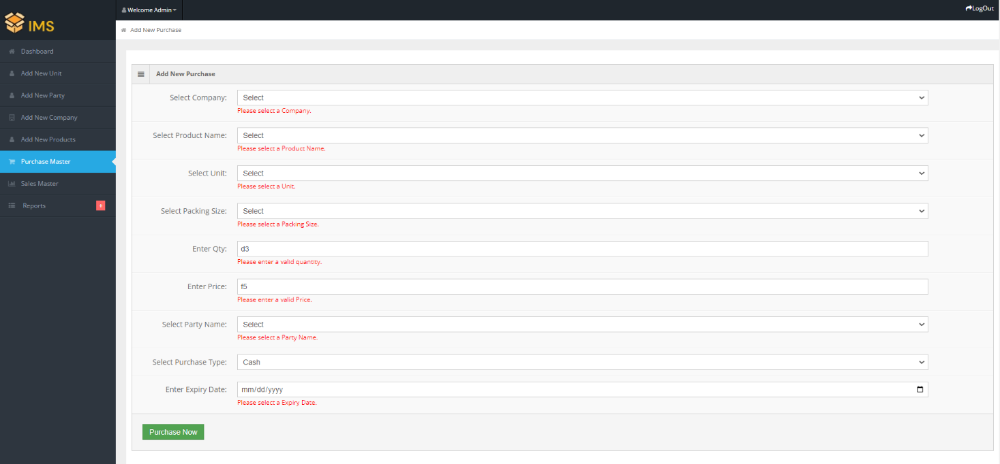 Welcome Admin
LogOut
IMS
Add New Purchase
Dashboard
Add New Unit
Add New Party
Add New Company
Add New Products
Purchase Master
Sales Master
Reports
+
Add New Purchase
Select Company:
Select
Please select a Company.
Select Product Name:
Select
Please select a Product Name.
Select Unit:
Select
Please select a Unit.
Select Packing Size:
Select
Please select a Packing Size.
Enter Qty:
d3
Please enter a valid quantity.
Enter Price:
f5
Please enter a valid Price.
Select Party Name:
Select
Please select a Party Name.
Select Purchase Type:
Cash
Enter Expiry Date:
mm/dd/yyyy
Please select a Expiry Date.
Purchase Now